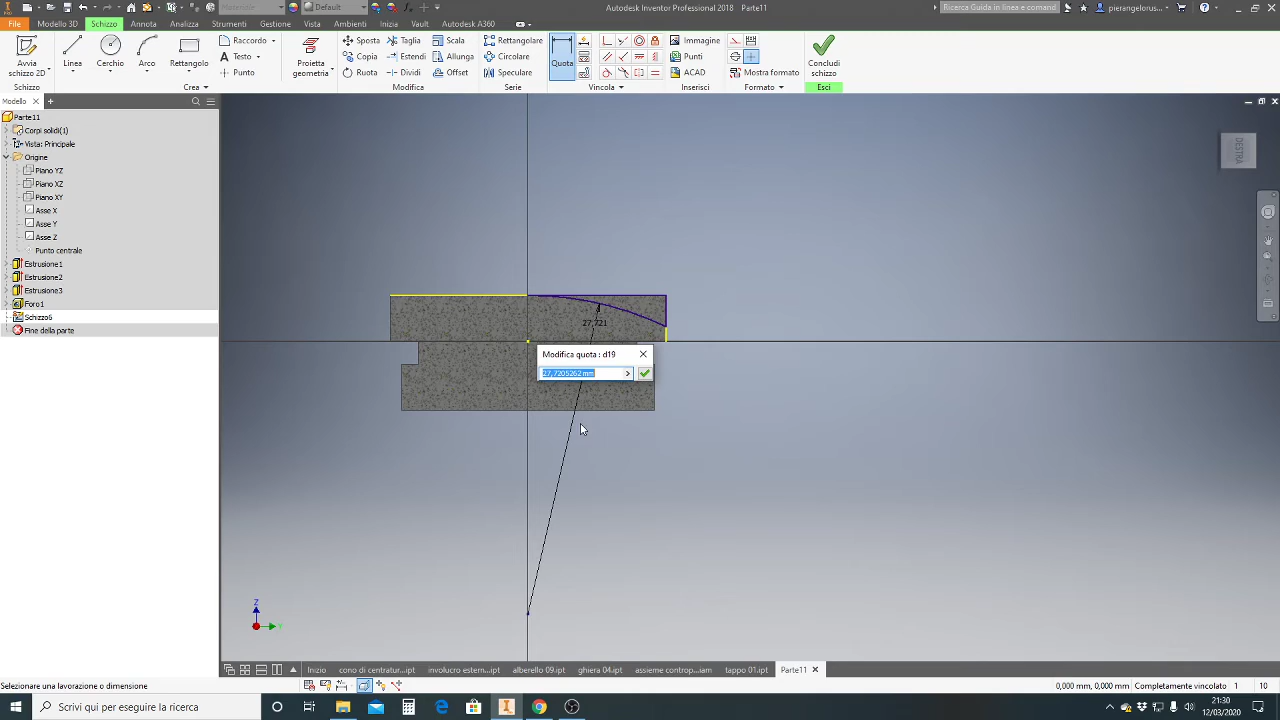 Materiale
Default
Autodesk Inventor Professional 2018 Parte11
Ricerca Guida in linea e comand
pierangelorus...
File Modello 3D Schizzo Annota Ispeziona Strumenti Gestisci Vista Ambienti Inizia Autodesk A360
Avvia
schizzo 2D
Linea
Cerchio
Arco
Rettangolo
Raccordo
Testo
Punto
Proietta
geometria
Sposta
Copia
Ruota
Taglia
Estendi
Dividi
Scala
Allunga
Offset
Rettangolare
Circolare
Speculare
Quota
Immagine
Punti
ACAD
Mostra formato
Concludi
schizzo
Schizzo
Crea
Modifica
Serie
Vincola
Inserisci
Formato
Esci
Modello
Parte11
Corpi solidi(1)
Vista: Principale
Origine
Piano YZ
Piano XZ
Piano XY
Asse X
Asse Y
Asse Z
Punto centrale
Estrusione1
Estrusione2
Estrusione3
Foro1
Schizzo6
Fine della parte
DESTRA
27,721
Modifica quota : d19
27,7205262 mm
Z
Y
Inizio cono di centratur...ipt involucro estern...ipt alberello 09.ipt ghiera 04.ipt assieme controp...iam tappo 01.ipt Parte11
Selezionare una lavorazione o dimensione
0,000 mm, 0,000 mm Completamente vincolato 1 10
Scrivi qui per eseguire la ricerca
21:30
12/03/2020